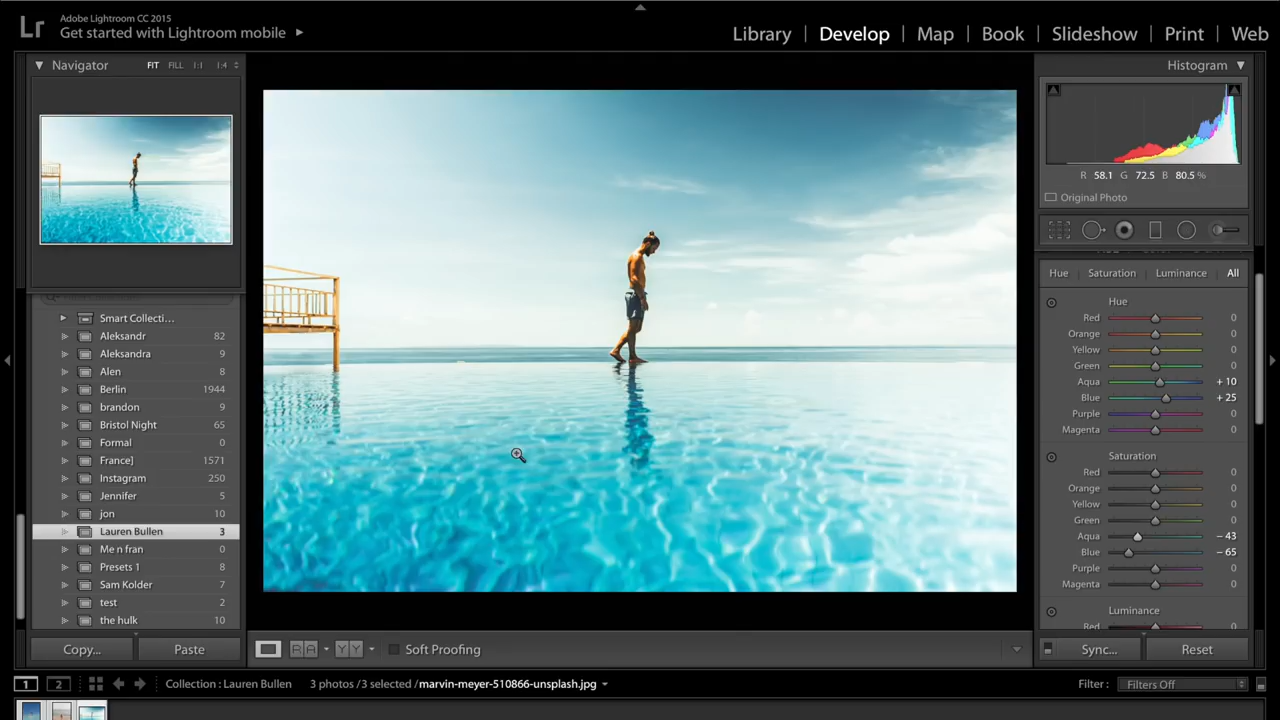 Lr
Adobe Lightroom CC 2015
Get started with Lightroom mobile
Library | Develop | Map | Book | Slideshow | Print | Web
Navigator FIT FILL 1:1 1:4
Histogram
R 58.1 G 72.5 B 80.5 %
Original Photo
Hue Saturation Luminance All
Hue
Red 0
Orange 0
Yellow 0
Green 0
Aqua + 10
Blue + 25
Purple 0
Magenta 0
Saturation
Red 0
Orange 0
Yellow 0
Green 0
Aqua – 43
Blue – 65
Purple 0
Magenta 0
Luminance
Red 0
Smart Collecti...
Aleksandr 82
Aleksandra 9
Alen 8
Berlin 1944
brandon 9
Bristol Night 65
Formal 0
France] 1571
Instagram 250
Jennifer 5
jon 10
Lauren Bullen 3
Me n fran 0
Presets 1 8
Sam Kolder 7
test 2
the hulk 10
Copy... Paste
R A Y Y Soft Proofing
Sync... Reset
1 2 Collection : Lauren Bullen 3 photos /3 selected /marvin-meyer-510866-unsplash.jpg
Filter : Filters Off